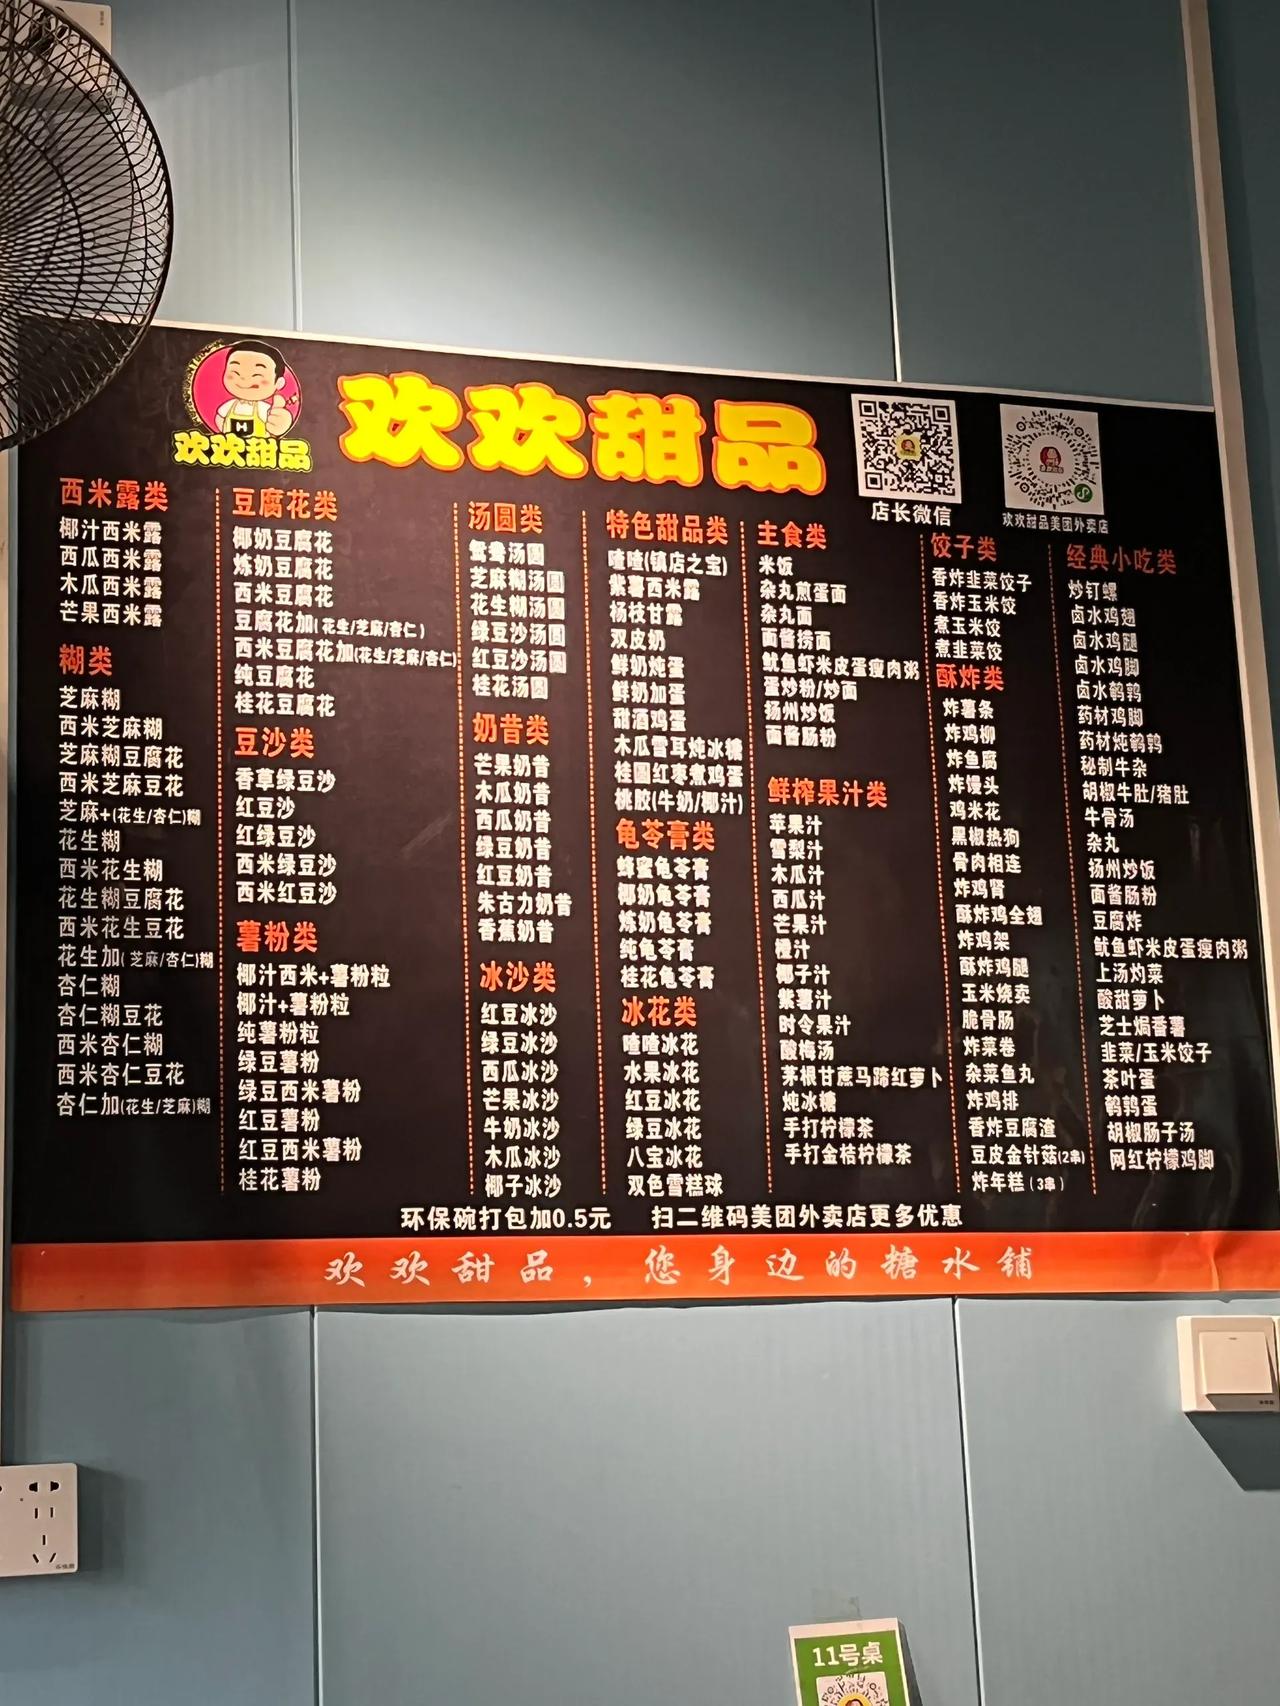 欢欢甜品
欢欢甜品
店长微信
欢欢甜品美团外卖店
西米露类
椰汁西米露
西瓜西米露
木瓜西米露
芒果西米露
糊类
芝麻糊
西米芝麻糊
芝麻糊豆腐花
西米芝麻豆花
芝麻+(花生/杏仁)糊
花生糊
西米花生糊
花生糊豆腐花
西米花生豆花
花生加(芝麻/杏仁)糊
杏仁糊
杏仁糊豆花
西米杏仁糊
西米杏仁豆花
杏仁加(花生/芝麻)糊
豆腐花类
椰奶豆腐花
炼奶豆腐花
西米豆腐花
豆腐花加(花生/芝麻/杏仁)
西米豆腐花加(花生/芝麻/杏仁)
纯豆腐花
桂花豆腐花
豆沙类
香草绿豆沙
红豆沙
红绿豆沙
西米绿豆沙
西米红豆沙
薯粉类
椰汁西米+薯粉粒
椰汁+薯粉粒
纯薯粉粒
绿豆薯粉
绿豆西米薯粉
红豆薯粉
红豆西米薯粉
桂花薯粉
汤圆类
鸳鸯汤圆
芝麻糊汤圆
花生糊汤圆
绿豆沙汤圆
红豆沙汤圆
桂花汤圆
奶昔类
芒果奶昔
木瓜奶昔
西瓜奶昔
绿豆奶昔
红豆奶昔
朱古力奶昔
香蕉奶昔
冰沙类
红豆冰沙
绿豆冰沙
西瓜冰沙
芒果冰沙
牛奶冰沙
木瓜冰沙
椰子冰沙
特色甜品类
喳喳(镇店之宝)
紫薯西米露
杨枝甘露
双皮奶
鲜奶炖蛋
鲜奶加蛋
甜酒鸡蛋
木瓜雪耳炖冰糖
桂圆红枣煮鸡蛋
桃胶(牛奶/椰汁)
龟苓膏类
蜂蜜龟苓膏
椰奶龟苓膏
炼奶龟苓膏
纯龟苓膏
桂花龟苓膏
冰花类
喳喳冰花
水果冰花
红豆冰花
绿豆冰花
八宝冰花
双色雪糕球
主食类
米饭
杂丸煎蛋面
杂丸面
面酱捞面
鱿鱼虾米皮蛋瘦肉粥
蛋炒粉/炒面
扬州炒饭
面酱肠粉
鲜榨果汁类
苹果汁
雪梨汁
木瓜汁
西瓜汁
芒果汁
橙汁
椰子汁
紫薯汁
时令果汁
酸梅汤
茅根甘蔗马蹄红萝卜
炖冰糖
手打柠檬茶
手打金桔柠檬茶
饺子类
香炸韭菜饺子
香炸玉米饺
煮玉米饺
煮韭菜饺
酥炸类
炸薯条
炸鸡柳
炸鱼腐
炸馒头
鸡米花
黑椒热狗
骨肉相连
炸鸡肾
酥炸鸡全翅
炸鸡架
酥炸鸡腿
玉米烧卖
脆骨肠
炸菜卷
杂菜鱼丸
炸鸡排
香炸豆腐渣
豆皮金针菇(2串)
炸年糕(3串)
经典小吃类
炒钉螺
卤水鸡翅
卤水鸡腿
卤水鸡脚
卤水鹌鹑
药材鸡脚
药材炖鹌鹑
秘制牛杂
胡椒牛肚/猪肚
牛骨汤
杂丸
扬州炒饭
面酱肠粉
豆腐炸
鱿鱼虾米皮蛋瘦肉粥
上汤灼菜
酸甜萝卜
芝士焗番薯
韭菜/玉米饺子
茶叶蛋
鹌鹑蛋
胡椒肠子汤
网红柠檬鸡脚
环保碗打包加0.5元 扫二维码美团外卖店更多优惠
欢欢甜品，您身边的糖水铺
11号桌